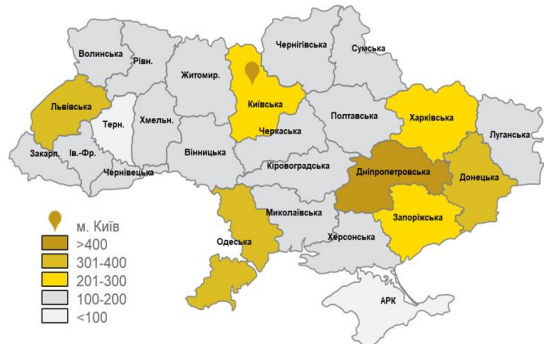 Волинська
Рівн.
Житомир.
Чернігівська
Сумська
Львівська
Терн.
Хмельн.
Київська
Полтавська
Харківська
Луганська
Закарп.
Ів.-Фр.
Чернівецька
Вінницька
Черкаська
Кіровоградська
Дніпропетровська
Донецька
Одеська
Миколаївська
Запоріжська
Херсонська
АРК
м. Київ
>400
301-400
201-300
100-200
<100